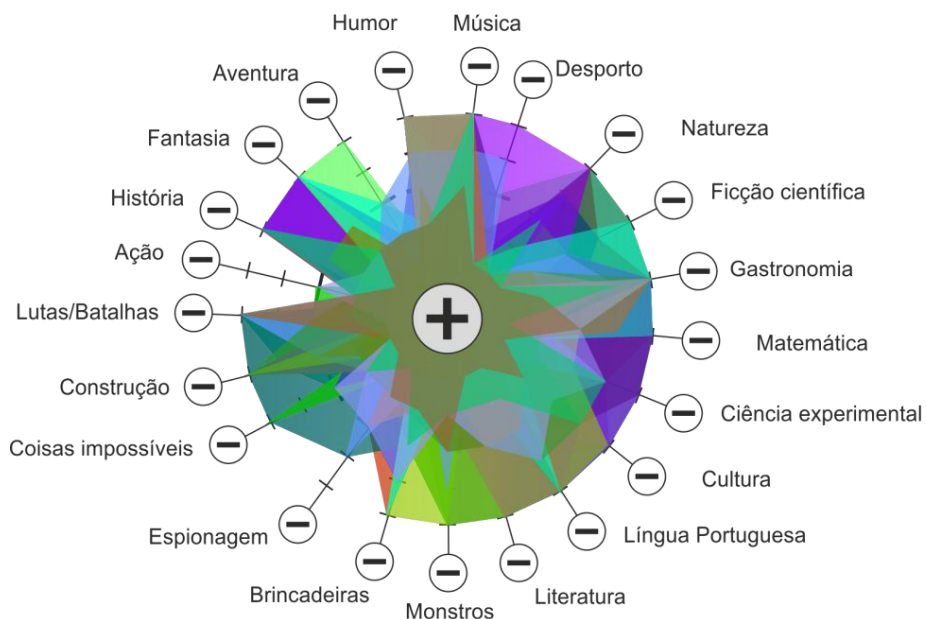 Humor
Música
Aventura
Desporto
Fantasia
Natureza
História
Ficção científica
Ação
Gastronomia
Lutas/Batalhas
Matemática
Construção
Ciência experimental
Coisas impossíveis
Cultura
Espionagem
Língua Portuguesa
Brincadeiras
Literatura
Monstros